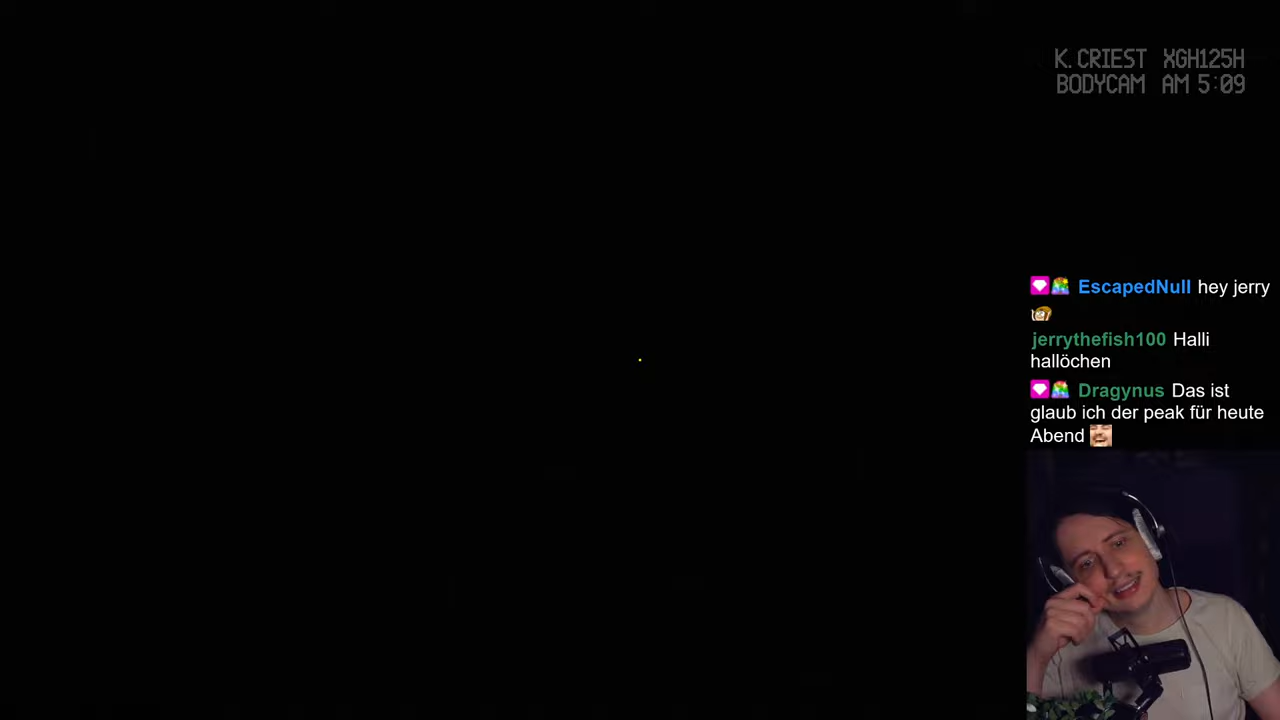 K. CRIEST XGH125H
BODYCAM AM 5:09
EscapedNull hey jerry
jerrythefish100 Halli
hallöchen
Dragynus Das ist
glaub ich der peak für heute
Abend